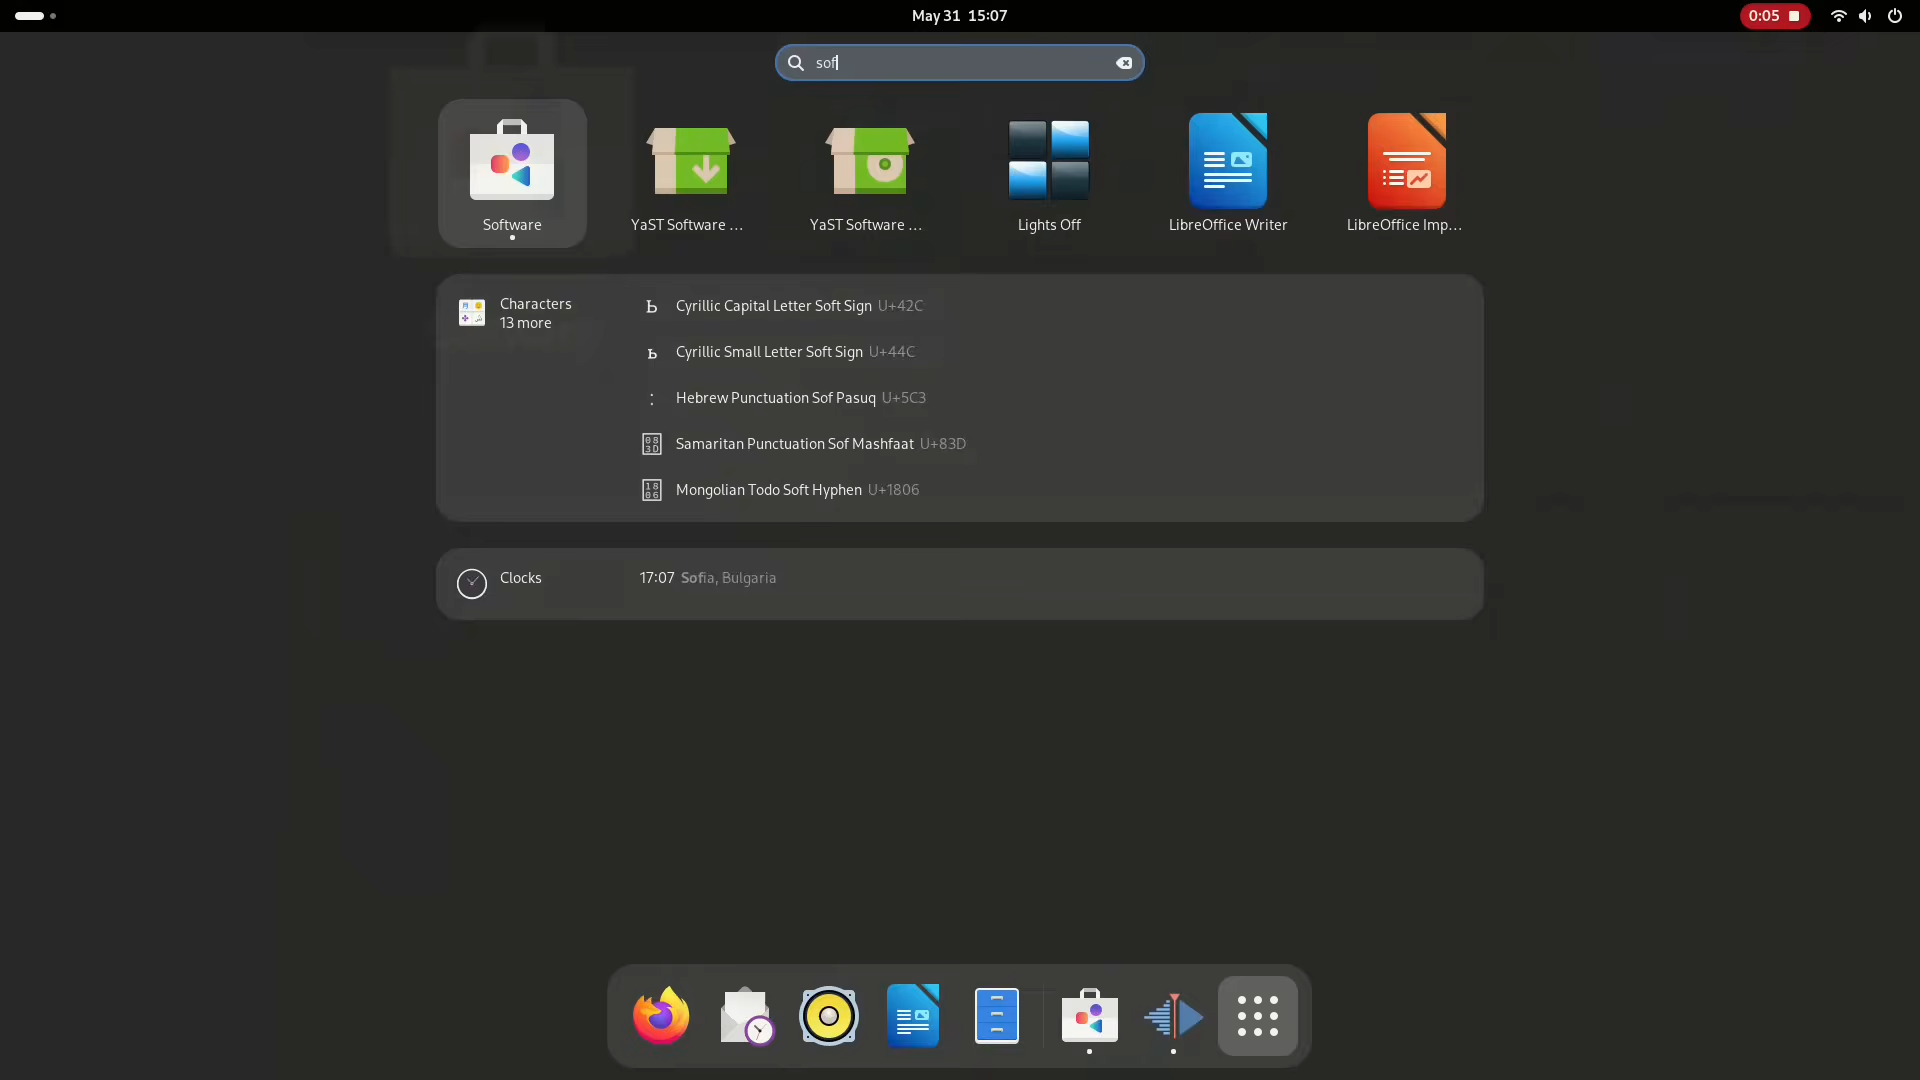 May 31 15:07
0:05
sof
Software
YaST Software ...
YaST Software ...
Lights Off
LibreOffice Writer
LibreOffice Imp...
Characters
13 more
Ь Cyrillic Capital Letter Soft Sign U+42C
ь Cyrillic Small Letter Soft Sign U+44C
׃ Hebrew Punctuation Sof Pasuq U+5C3
083D Samaritan Punctuation Sof Mashfaat U+83D
1806 Mongolian Todo Soft Hyphen U+1806
Clocks
17:07 Sofia, Bulgaria